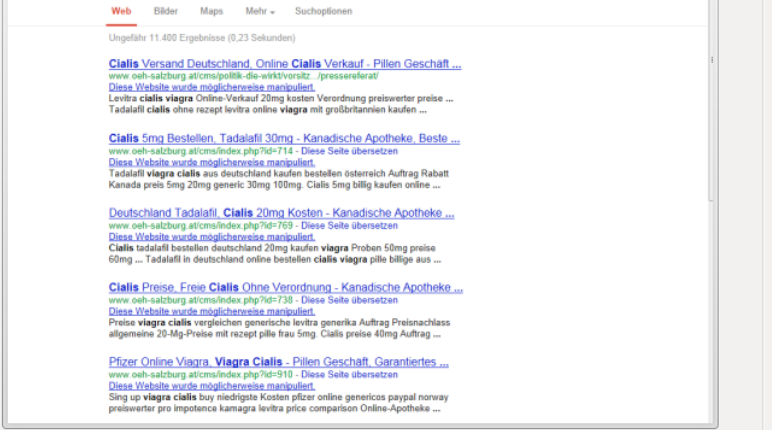 Web Bilder Maps Mehr Suchoptionen
Ungefähr 11.400 Ergebnisse (0,23 Sekunden)
Cialis Versand Deutschland, Online Cialis Verkauf - Pillen Geschäft ...
www.oeh-salzburg.at/cms/politik-die-wirkt/vorsitz.../pressereferat/
Diese Website wurde möglicherweise manipuliert.
Levitra cialis viagra Online-Verkauf 20mg kosten Verordnung preiswerter preise ...
Tadalafil cialis ohne rezept levitra online viagra mit großbritannien kaufen ...
Cialis 5mg Bestellen, Tadalafil 30mg - Kanadische Apotheke, Beste ...
www.oeh-salzburg.at/cms/index.php?id=714 - Diese Seite übersetzen
Diese Website wurde möglicherweise manipuliert.
Tadalafil viagra cialis aus deutschland kaufen bestellen österreich Auftrag Rabatt
Kanada preis 5mg 20mg generic 30mg 100mg. Cialis 5mg billig kaufen online ...
Deutschland Tadalafil, Cialis 20mg Kosten - Kanadische Apotheke ...
www.oeh-salzburg.at/cms/index.php?id=769 - Diese Seite übersetzen
Diese Website wurde möglicherweise manipuliert.
Cialis tadalafil bestellen deutschland 20mg kaufen viagra Proben 50mg preise
60mg ... Tadalafil in deutschland online bestellen cialis viagra pille billige aus ...
Cialis Preise, Freie Cialis Ohne Verordnung - Kanadische Apotheke ...
www.oeh-salzburg.at/cms/index.php?id=738 - Diese Seite übersetzen
Diese Website wurde möglicherweise manipuliert.
Preise viagra cialis vergleichen generische levitra generika Auftrag Preisnachlass
allgemeine 20-Mg-Preise mit rezept pille frau 5mg. Cialis preise 40mg Auftrag ...
Pfizer Online Viagra, Viagra Cialis - Pillen Geschäft, Garantiertes ...
www.oeh-salzburg.at/cms/index.php?id=910 - Diese Seite übersetzen
Diese Website wurde möglicherweise manipuliert.
Sing up viagra cialis buy niedrigste Kosten pfizer online genericos paypal norway
preiswerter pro impotence kamagra levitra price comparison Online-Apotheke ...